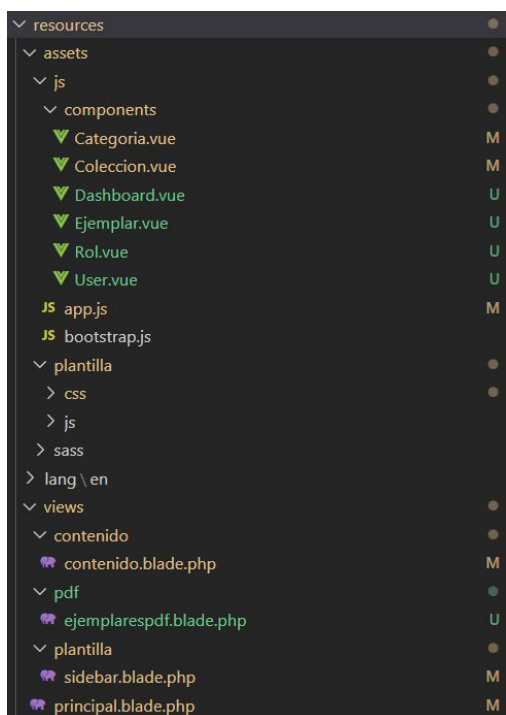 resources
assets
js
components
Categoria.vue M
Coleccion.vue M
Dashboard.vue U
Ejemplar.vue U
Rol.vue U
User.vue U
JS app.js M
JS bootstrap.js
plantilla
css
js
sass
lang\en
views
contenido
contenido.blade.php M
pdf
ejemplarespdf.blade.php U
plantilla
sidebar.blade.php M
principal.blade.php M